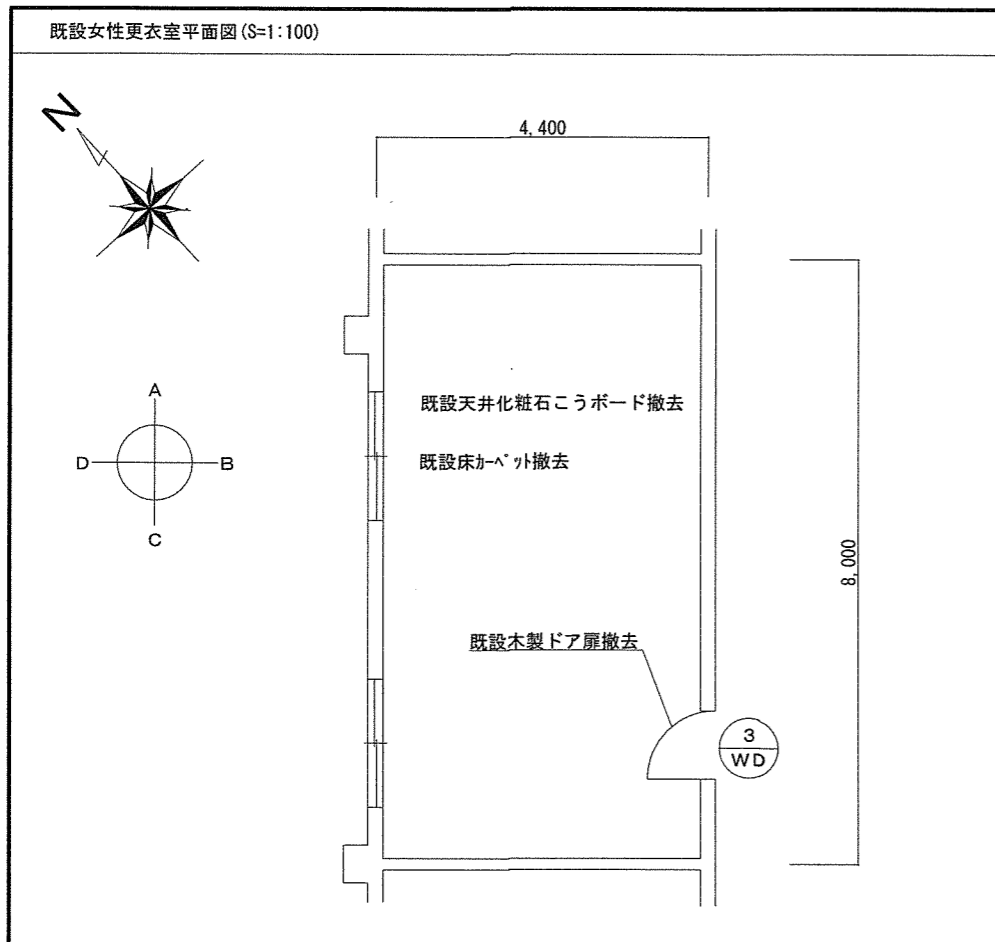 既設女性更衣室平面図(S=1:100)
N
4,400
A
D
B
C
既設天井化粧石こうボード撤去
既設床ｶｰﾍﾟｯﾄ撤去
8,000
既設木製ドア扉撤去
3
WD